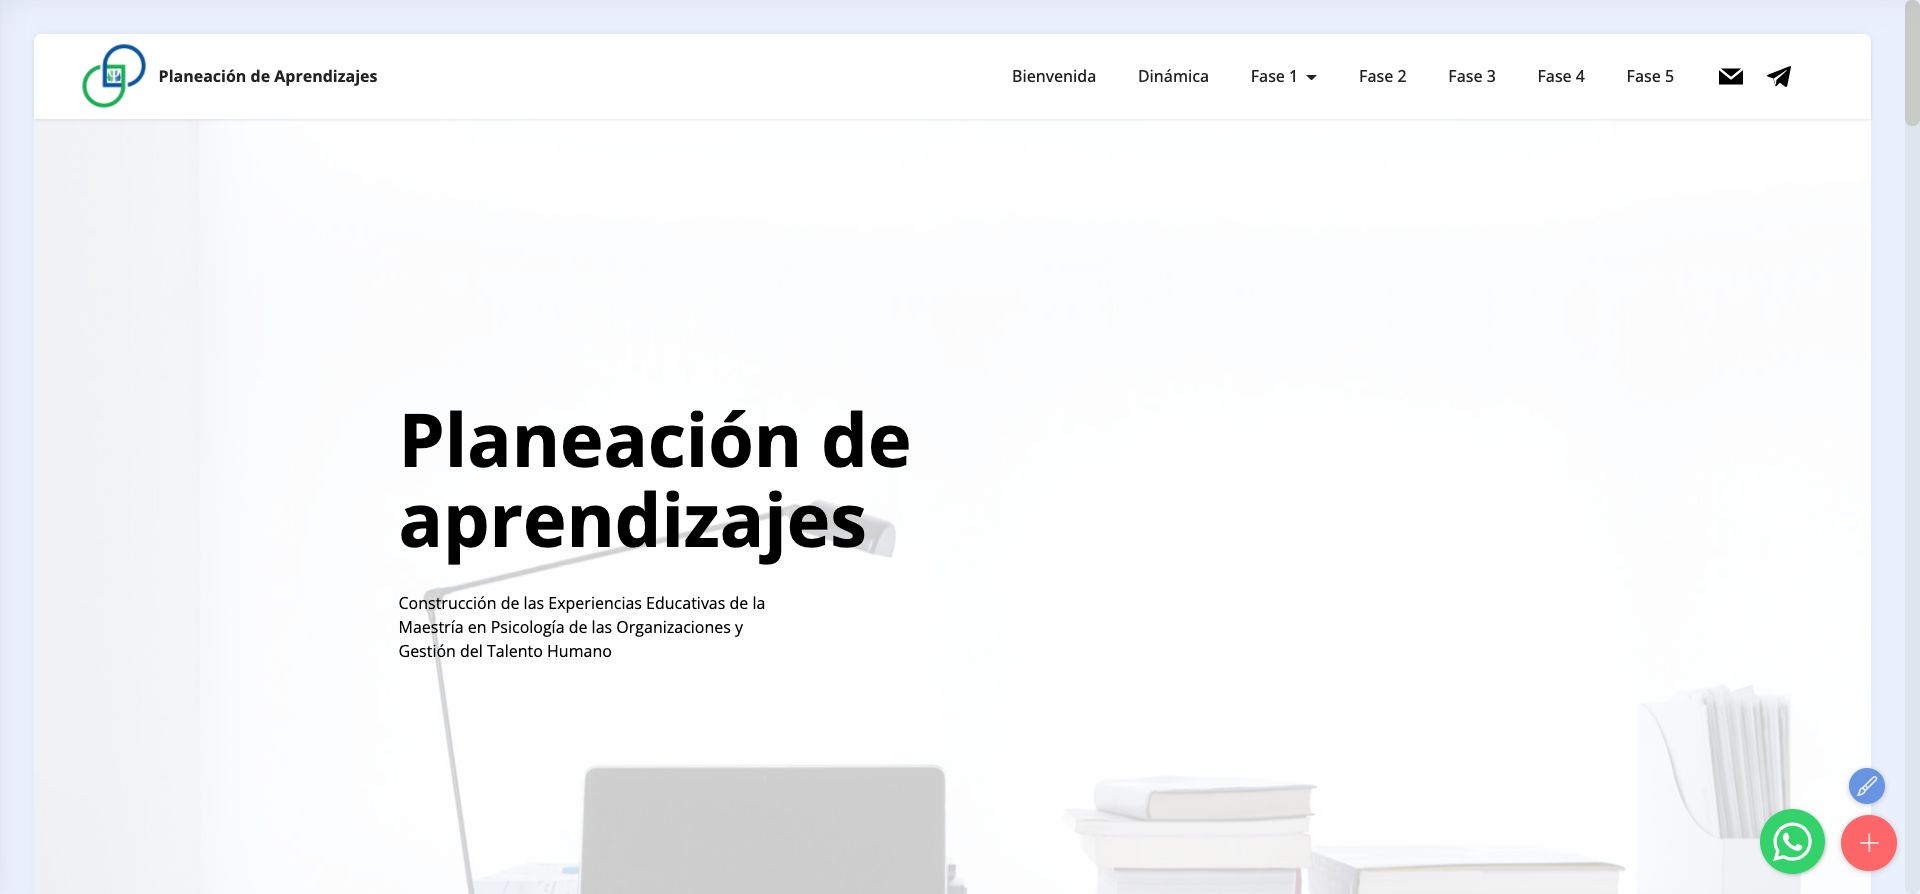 Planeación de Aprendizajes
Bienvenida
Dinámica
Fase 1
Fase 2
Fase 3
Fase 4
Fase 5
Planeación de
aprendizajes
Construcción de las Experiencias Educativas de la
Maestría en Psicología de las Organizaciones y
Gestión del Talento Humano